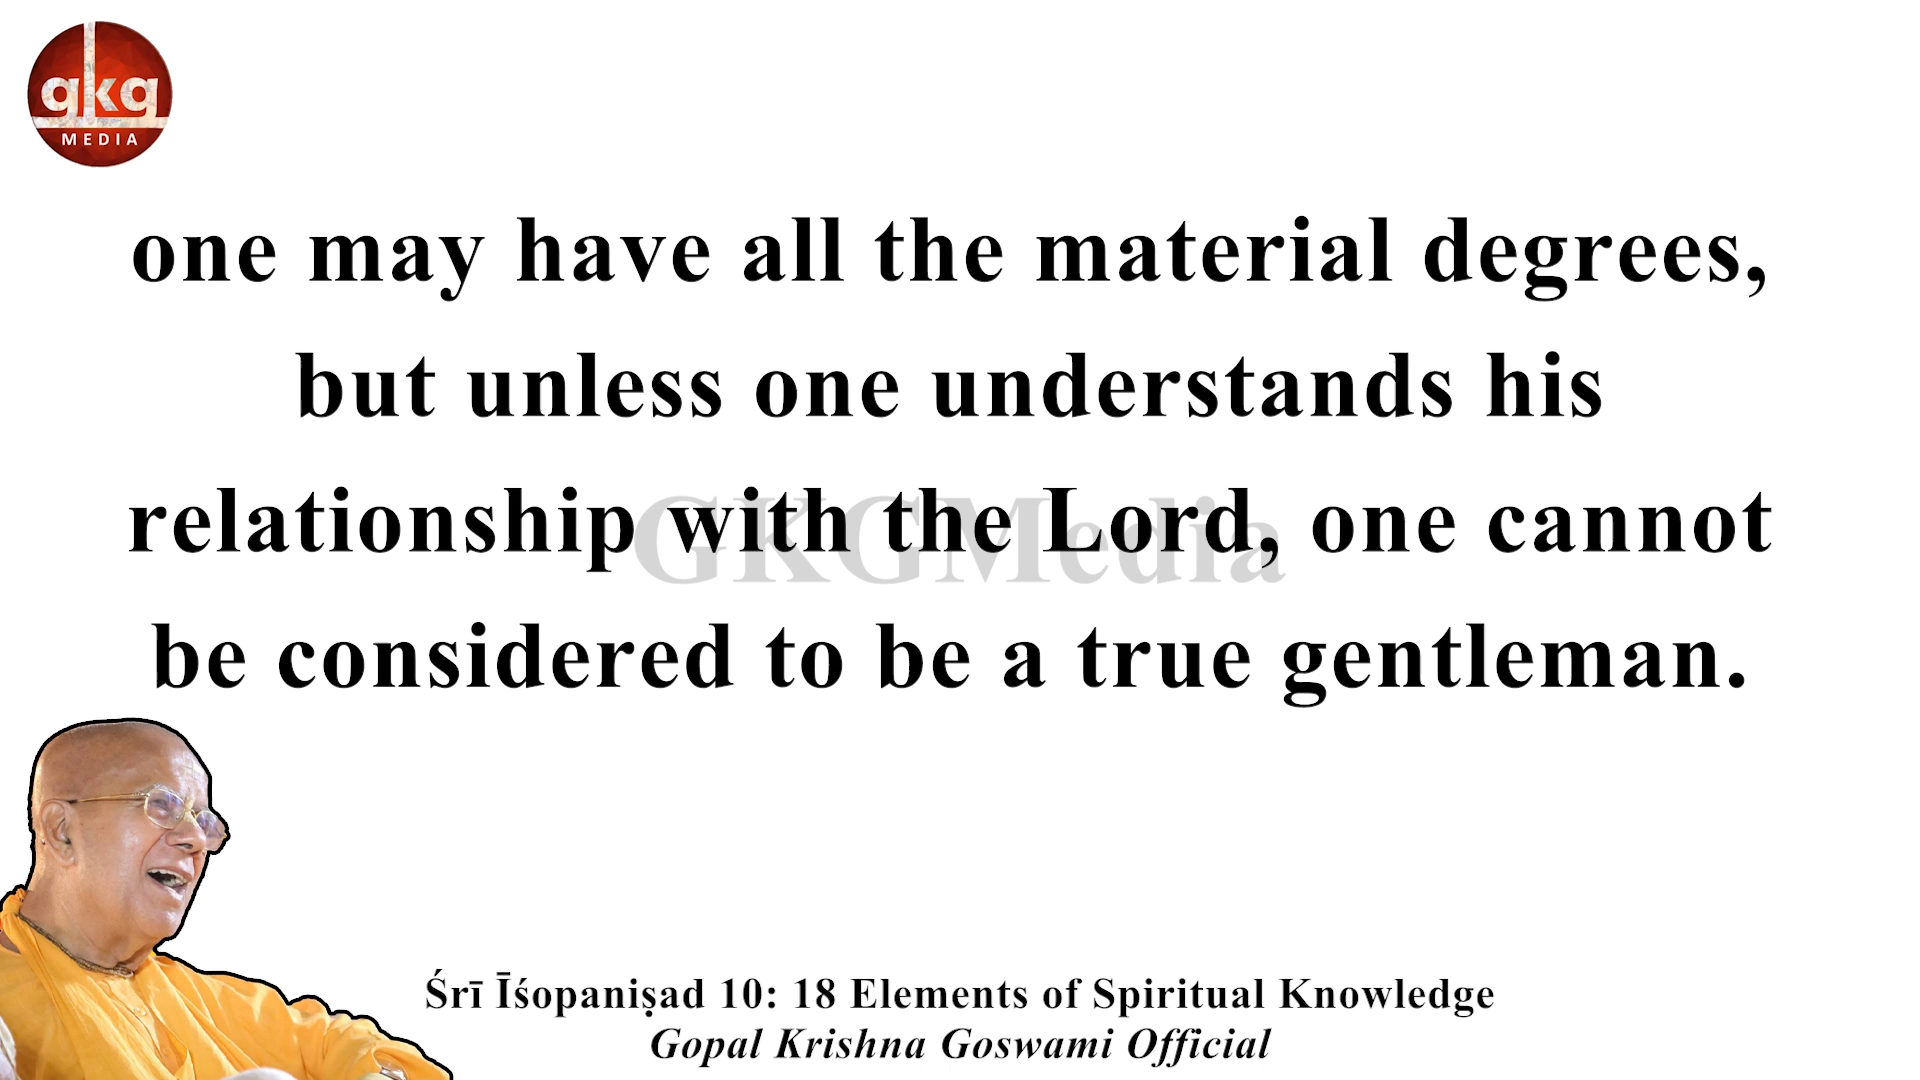 gkg
MEDIA
one may have all the material degrees,
but unless one understands his
relationship with the Lord, one cannot
be considered to be a true gentleman.
GKGMedia
Śrī Īśopaniṣad 10: 18 Elements of Spiritual Knowledge
Gopal Krishna Goswami Official